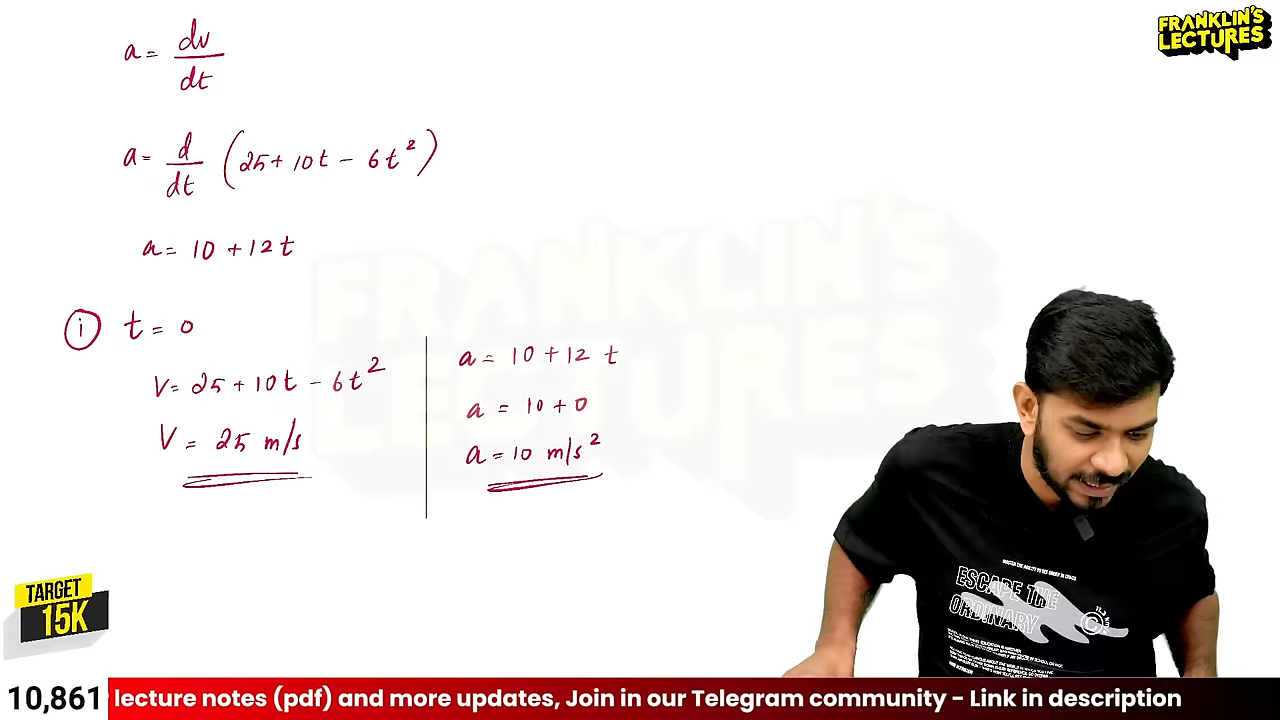 FRANKLIN'S
LECTURES
a = dv/dt
a = d/dt (25 + 10t - 6t²)
a = 10 + 12t
(i) t = 0
V = 25 + 10t - 6t²
V = 25 m/s
a = 10 + 12 t
a = 10 + 0
a = 10 m/s²
FRANKLIN'S
LECTURES
ESCAPE THE
ORDINARY
TARGET
15K
10,861 lecture notes (pdf) and more updates, Join in our Telegram community - Link in description